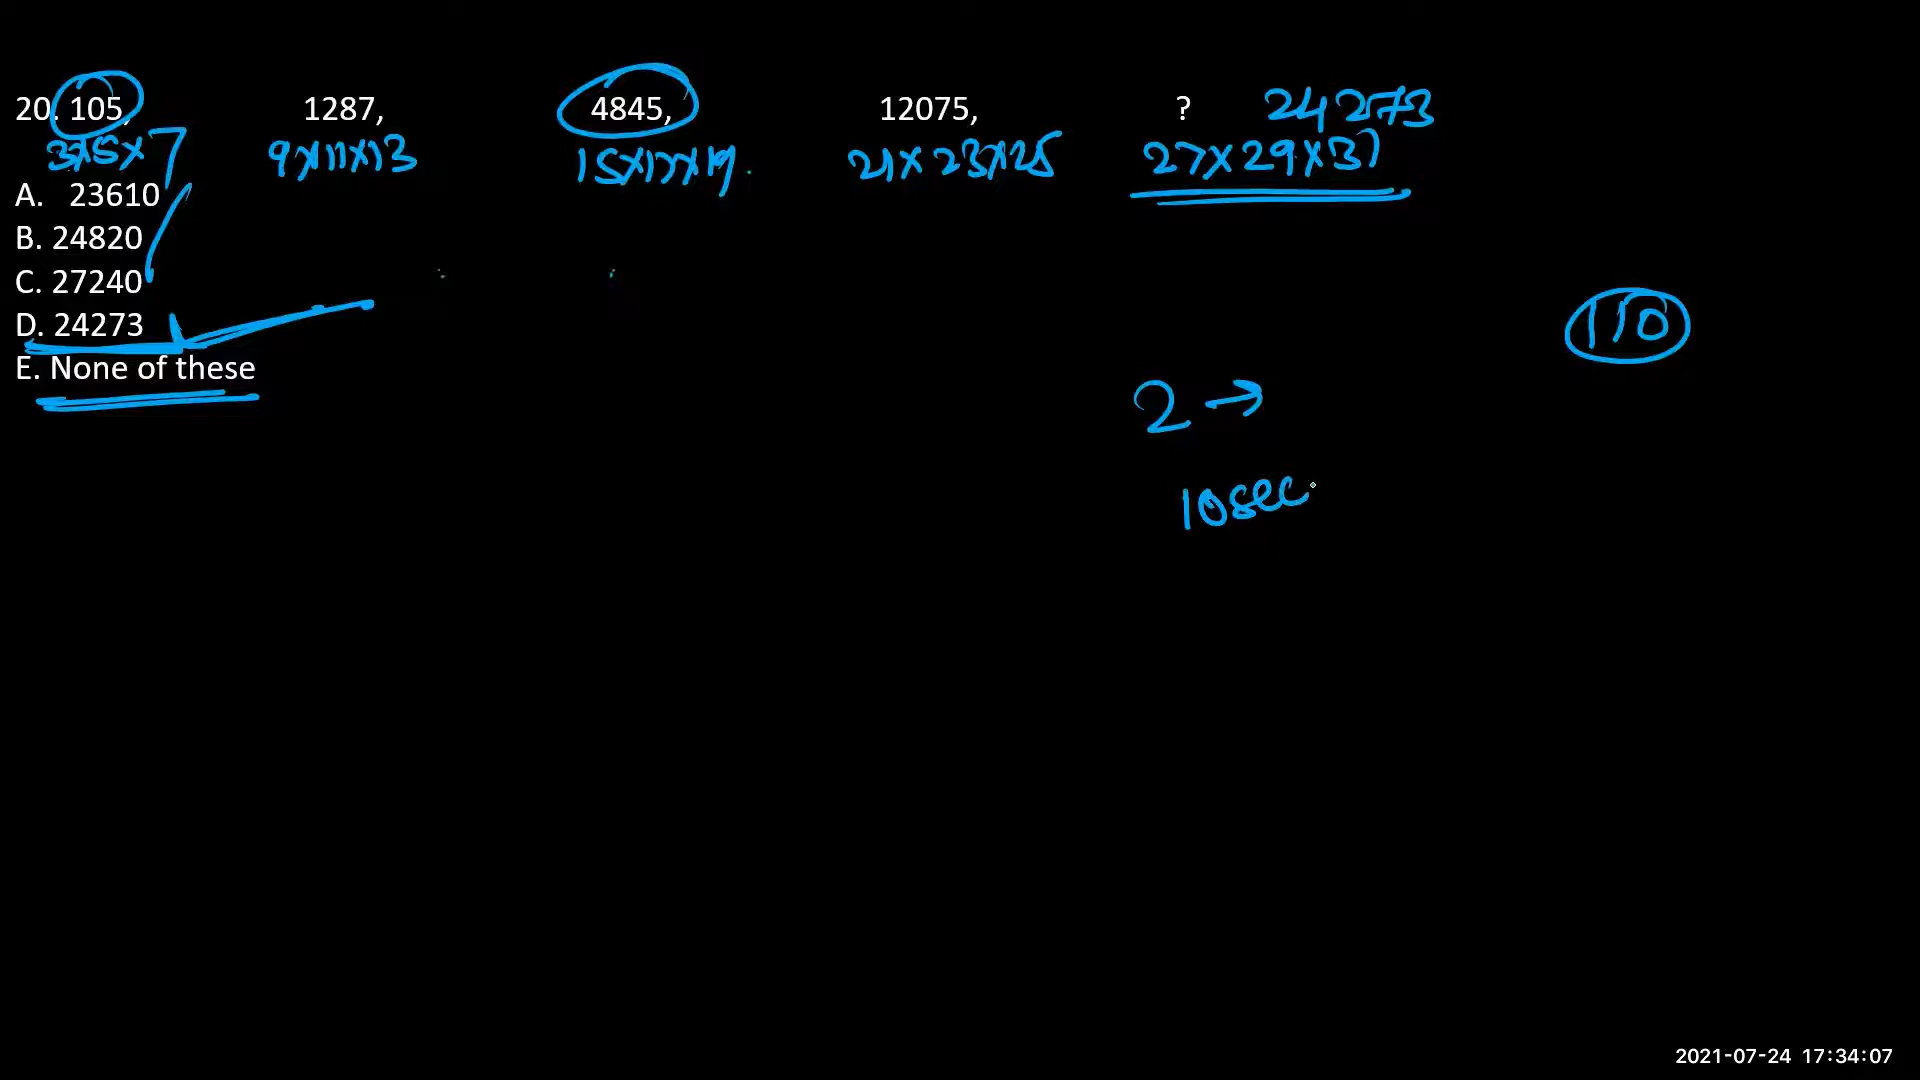 20. 105, 1287, 4845, 12075, ? 24273
3x5x7 9x11x13 15x17x19. 21x23x25 27x29x31
A. 23610
B. 24820
C. 27240
D. 24273
E. None of these
110
2→
10sec.
2021-07-24 17:34:07